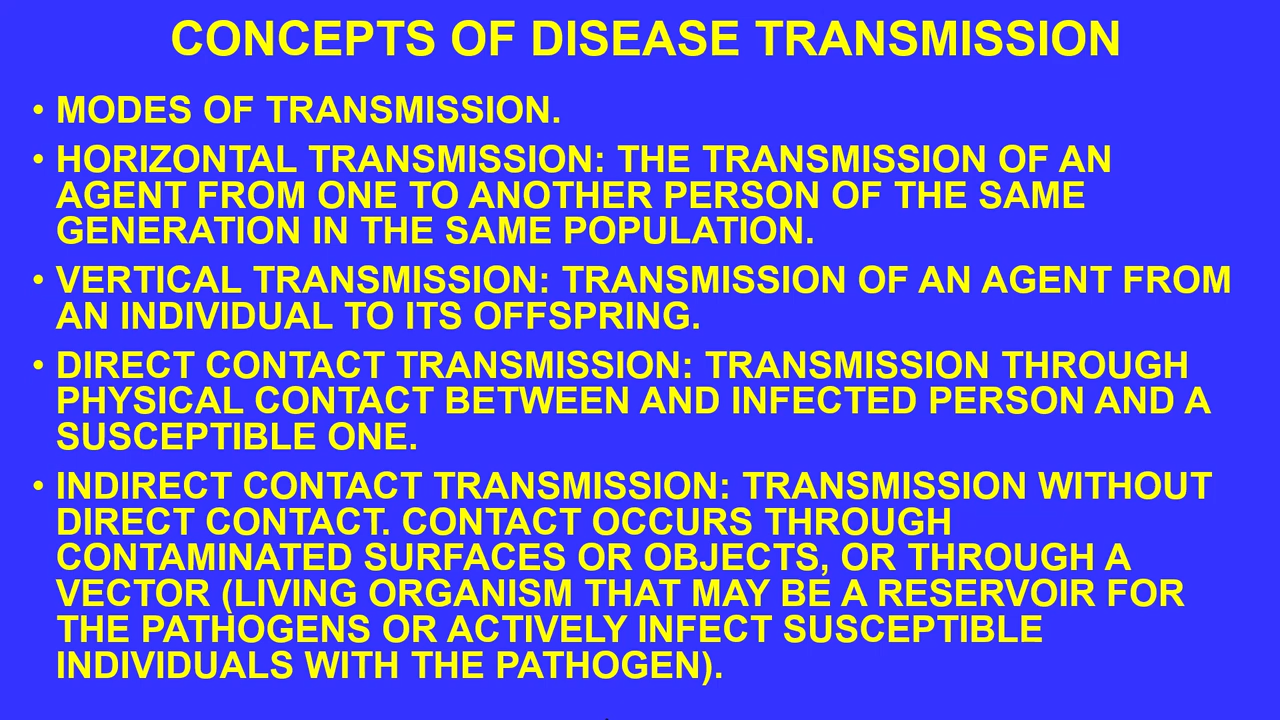 CONCEPTS OF DISEASE TRANSMISSION
• MODES OF TRANSMISSION.
• HORIZONTAL TRANSMISSION: THE TRANSMISSION OF AN
AGENT FROM ONE TO ANOTHER PERSON OF THE SAME
GENERATION IN THE SAME POPULATION.
• VERTICAL TRANSMISSION: TRANSMISSION OF AN AGENT FROM
AN INDIVIDUAL TO ITS OFFSPRING.
• DIRECT CONTACT TRANSMISSION: TRANSMISSION THROUGH
PHYSICAL CONTACT BETWEEN AND INFECTED PERSON AND A
SUSCEPTIBLE ONE.
• INDIRECT CONTACT TRANSMISSION: TRANSMISSION WITHOUT
DIRECT CONTACT. CONTACT OCCURS THROUGH
CONTAMINATED SURFACES OR OBJECTS, OR THROUGH A
VECTOR (LIVING ORGANISM THAT MAY BE A RESERVOIR FOR
THE PATHOGENS OR ACTIVELY INFECT SUSCEPTIBLE
INDIVIDUALS WITH THE PATHOGEN).